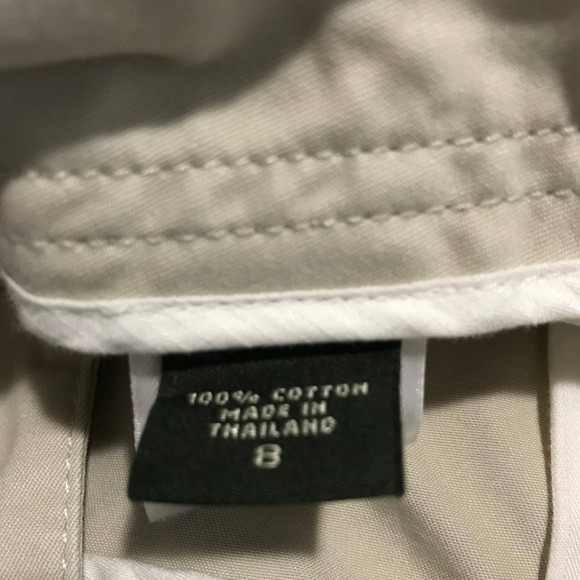 100% COTTON
MADE IN
THAILAND
8